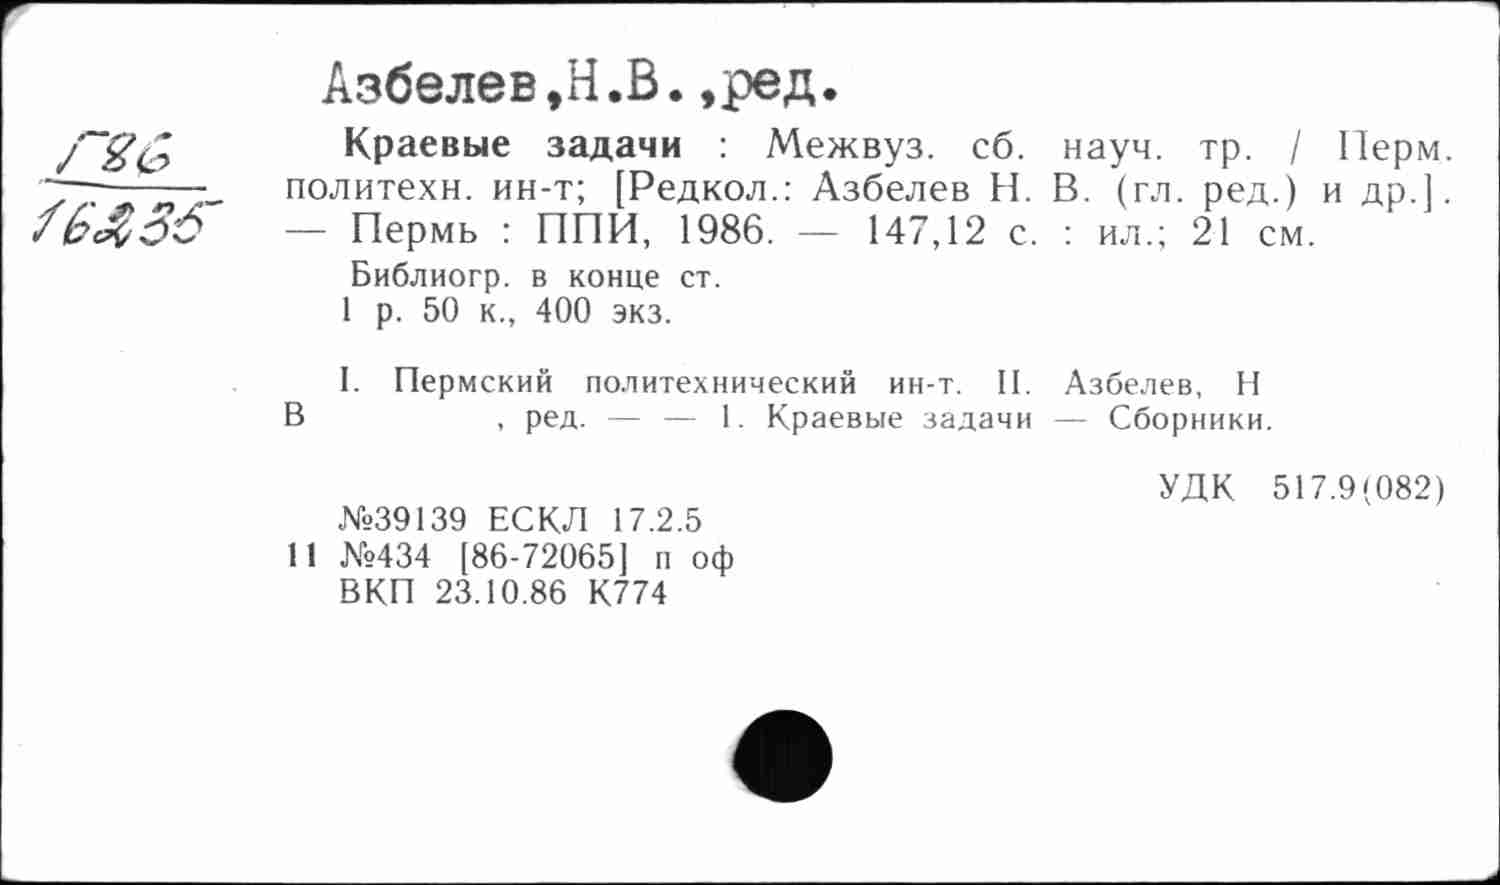 Азбелев,Н.В.,ред.
Г86
16235
Краевые задачи : Межвуз. сб. науч. тр. / Перм.
политехн. ин-т; [Редкол.: Азбелев Н. В. (гл. ред.) и др.].
— Пермь : ППИ, 1986. — 147,12 с. : ил.; 21 см.
Библиогр. в конце ст.
1 р. 50 к., 400 экз.
I. Пермский политехнический ин-т. II. Азбелев, Н
В , ред. — — 1. Краевые задачи — Сборники.
УДК 517.9(082)
№39139 ЕСКЛ 17.2.5
11 №434 [86-72065] п оф
ВКП 23.10.86 К774